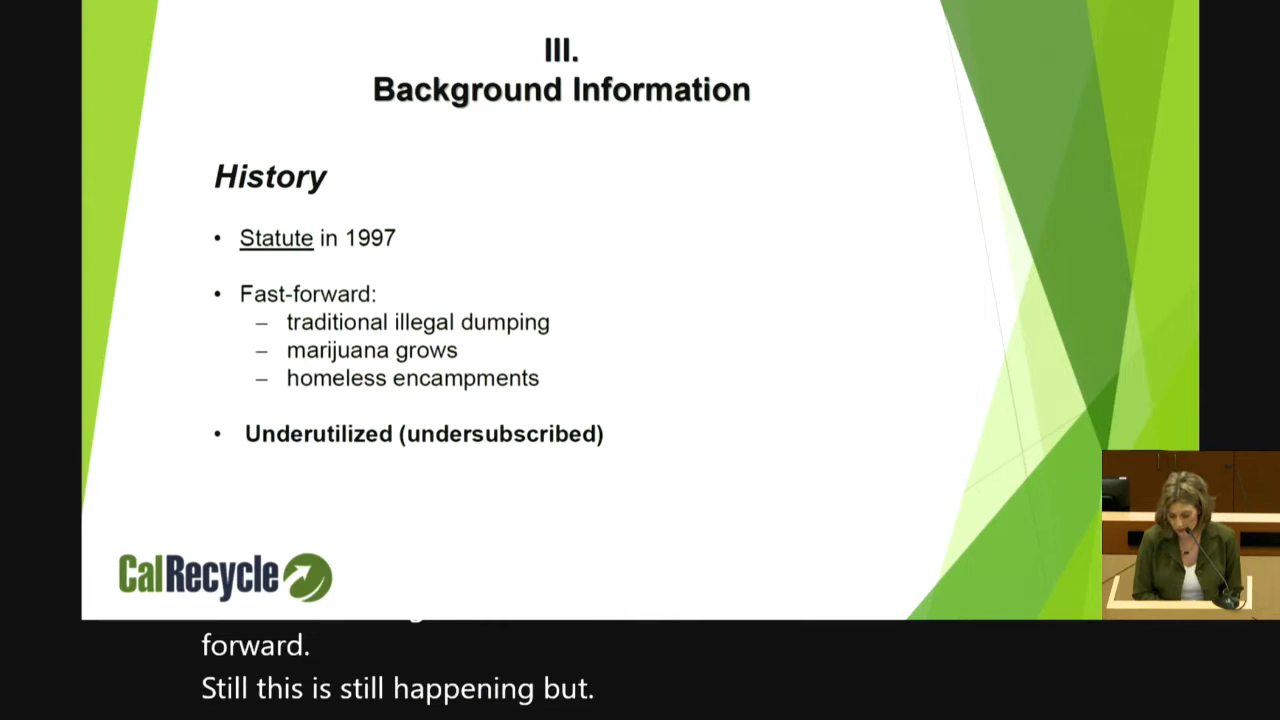 III.
Background Information
History
• Statute in 1997
• Fast-forward:
– traditional illegal dumping
– marijuana grows
– homeless encampments
• Underutilized (undersubscribed)
CalRecycle
forward.
Still this is still happening but.